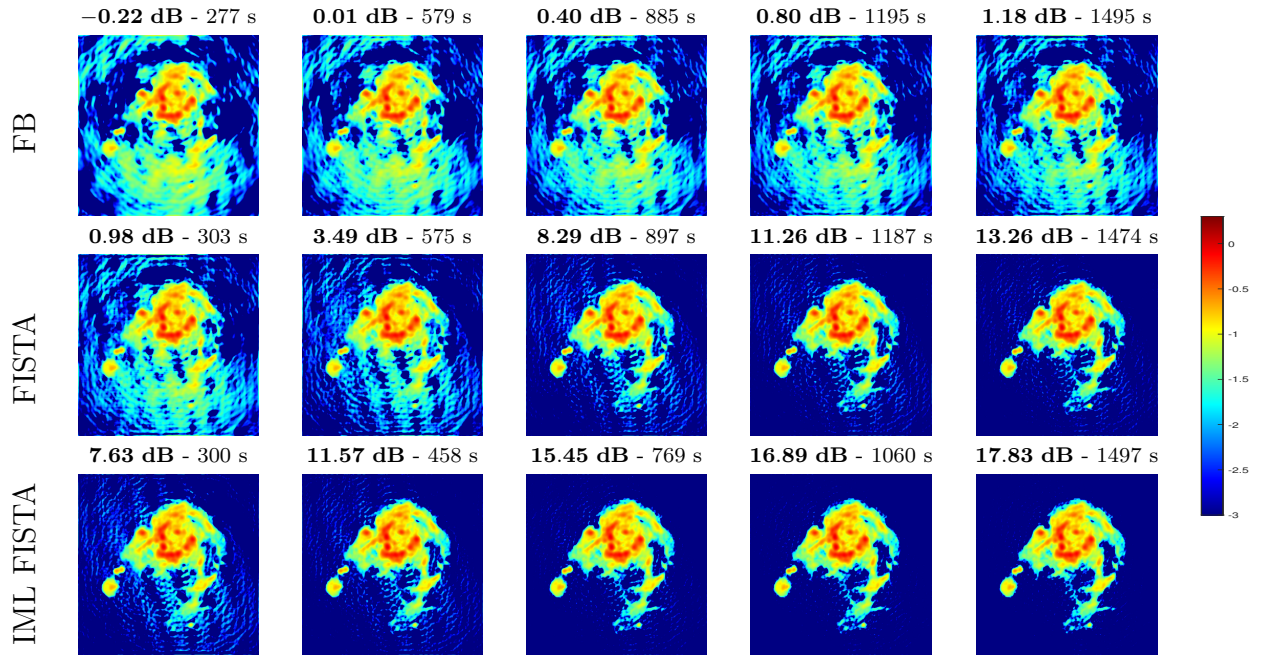 −0.22 dB - 277 s 0.01 dB - 579 s 0.40 dB - 885 s 0.80 dB - 1195 s 1.18 dB - 1495 s
FB
0.98 dB - 303 s 3.49 dB - 575 s 8.29 dB - 897 s 11.26 dB - 1187 s 13.26 dB - 1474 s
FISTA
7.63 dB - 300 s 11.57 dB - 458 s 15.45 dB - 769 s 16.89 dB - 1060 s 17.83 dB - 1497 s
IML FISTA
0
-0.5
-1
-1.5
-2
-2.5
-3